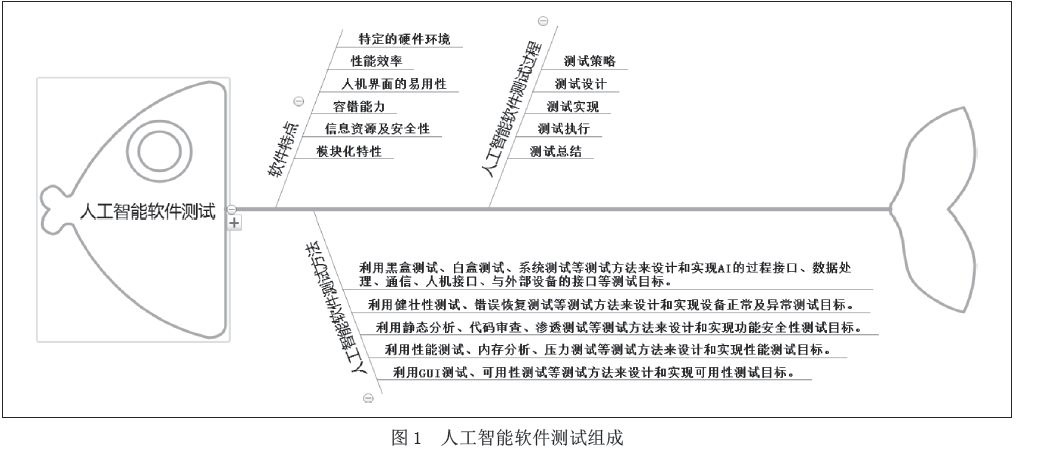 人工智能软件测试
软件特点
特定的硬件环境
性能效率
人机界面的易用性
容错能力
信息资源及安全性
模块化特性
人工智能软件测试过程
测试策略
测试设计
测试实现
测试执行
测试总结
人工智能软件测试方法
利用黑盒测试、白盒测试、系统测试等测试方法来设计和实现AI的过程接口、数据处
理、通信、人机接口、与外部设备的接口等测试目标。
利用健壮性测试、错误恢复测试等测试方法来设计和实现设备正常及异常测试目标。
利用静态分析、代码审查、渗透测试等测试方法来设计和实现功能安全性测试目标。
利用性能测试、内存分析、压力测试等测试方法来设计和实现性能测试目标。
利用GUI测试、可用性测试等测试方法来设计和实现可用性测试目标。
图 1 人工智能软件测试组成